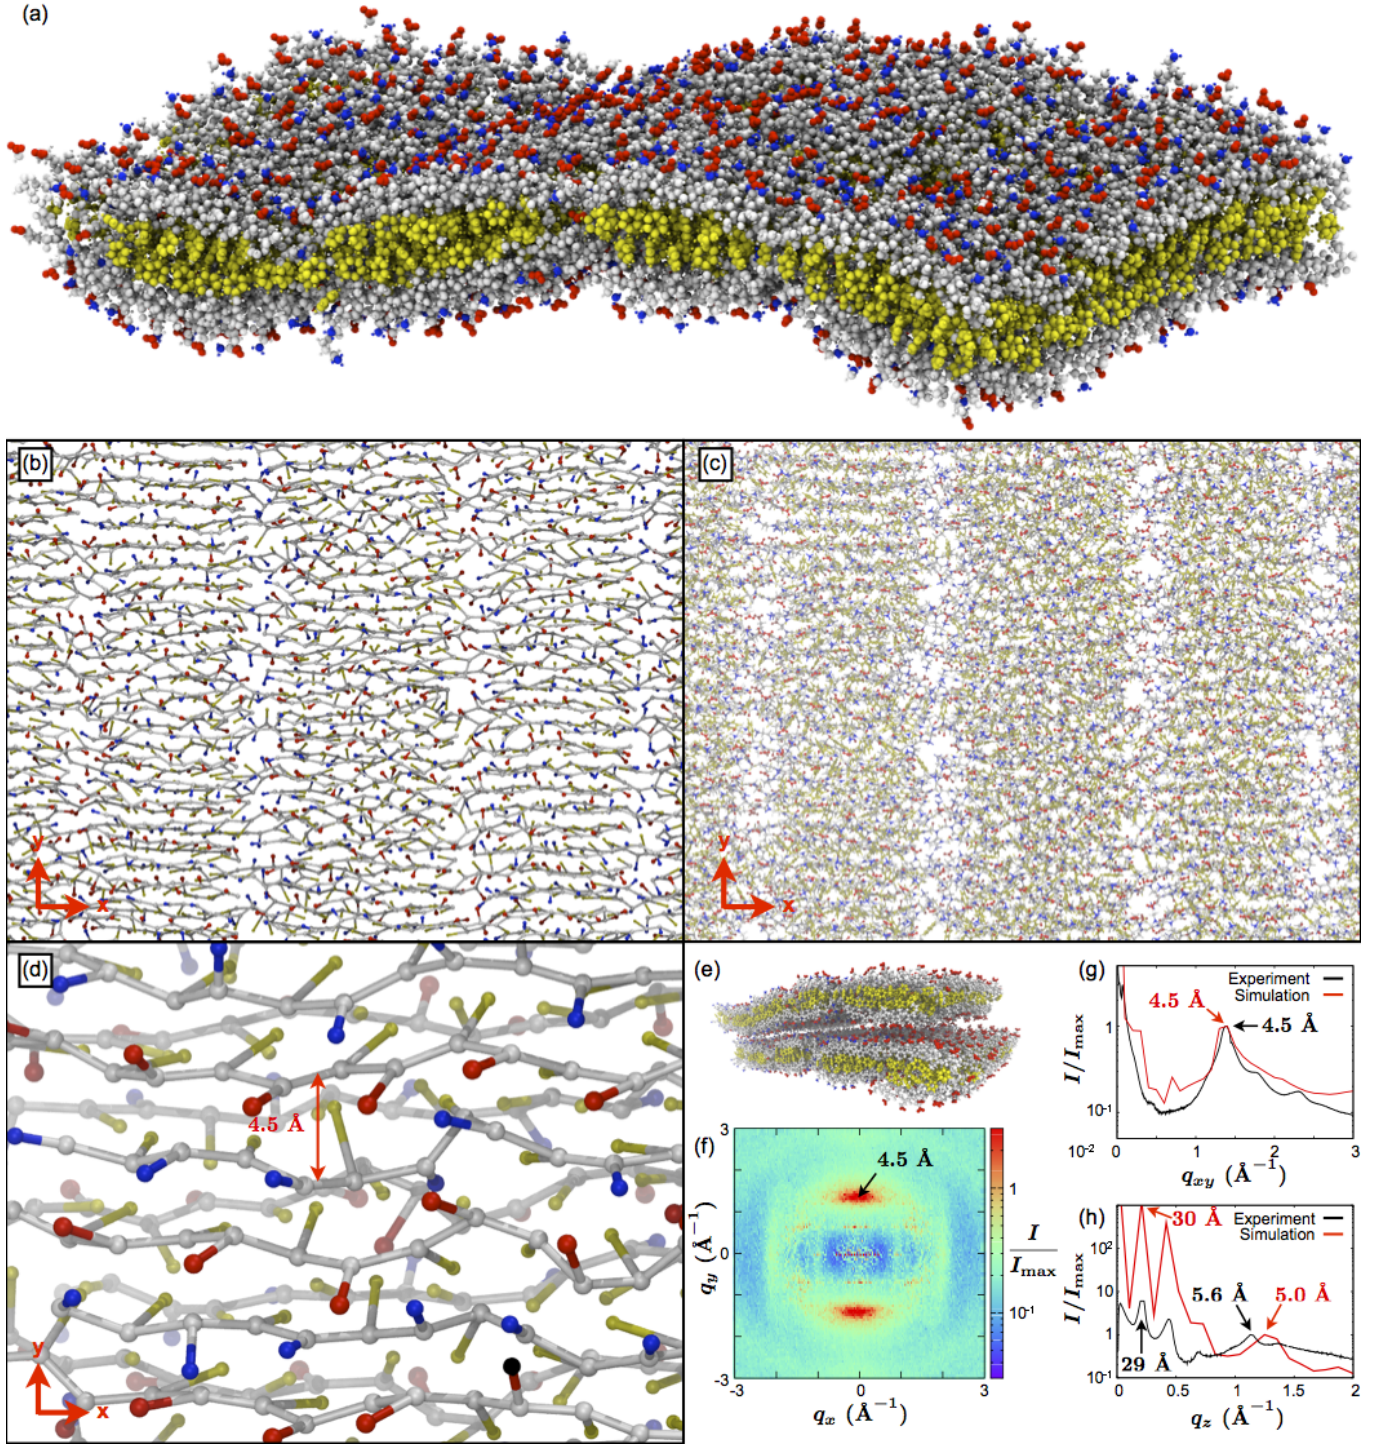 (a)
(b)
y
x
(c)
y
x
(d)
4.5 Å
y
x
(e)
(f)
3
4.5 Å
q_y (Å⁻¹)
0
-3
-3
0
3
q_x (Å⁻¹)
1
10⁻¹
I / I_max
(g)
Experiment
Simulation
4.5 Å
4.5 Å
I/I_max
1
10⁻¹
10⁻²
0
1
2
3
q_xy (Å⁻¹)
(h)
Experiment
Simulation
30 Å
5.6 Å
5.0 Å
29 Å
I/I_max
10²
10
1
10⁻¹
0
0.5
1
1.5
2
q_z (Å⁻¹)